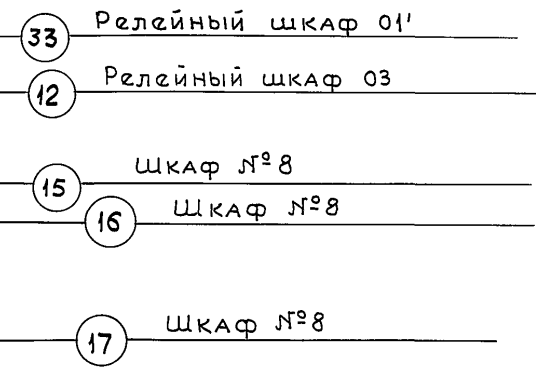 33 Релейный шкаф 01'
12 Релейный шкаф 03
15 Шкаф №8
16 Шкаф №8
17 Шкаф №8